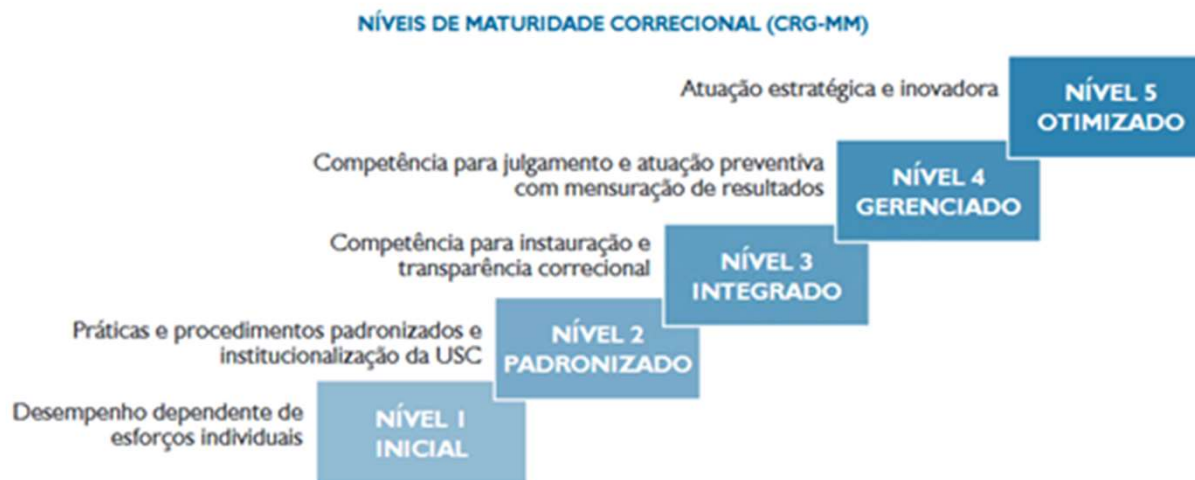 NÍVEIS DE MATURIDADE CORRECIONAL (CRG-MM)
Atuação estratégica e inovadora
NÍVEL 5
OTIMIZADO
Competência para julgamento e atuação preventiva
com mensuração de resultados
NÍVEL 4
GERENCIADO
Competência para instauração e
transparência correcional
NÍVEL 3
INTEGRADO
Práticas e procedimentos padronizados e
institucionalização da USC
NÍVEL 2
PADRONIZADO
Desempenho dependente de
esforços individuais
NÍVEL 1
INICIAL